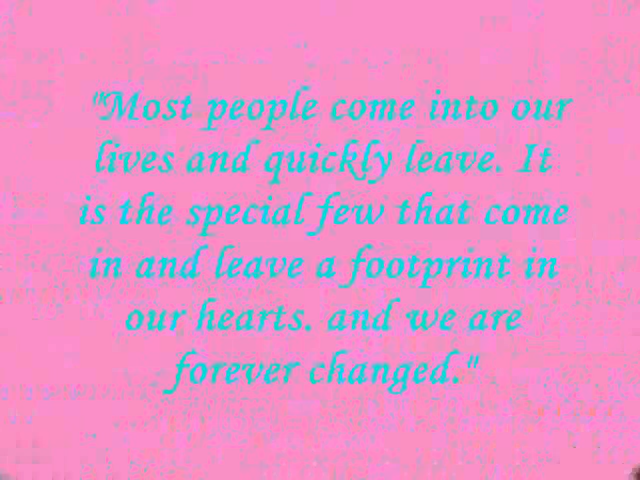 "Most people come into our
lives and quickly leave. It
is the special few that come
in and leave a footprint in
our hearts. and we are
forever changed."